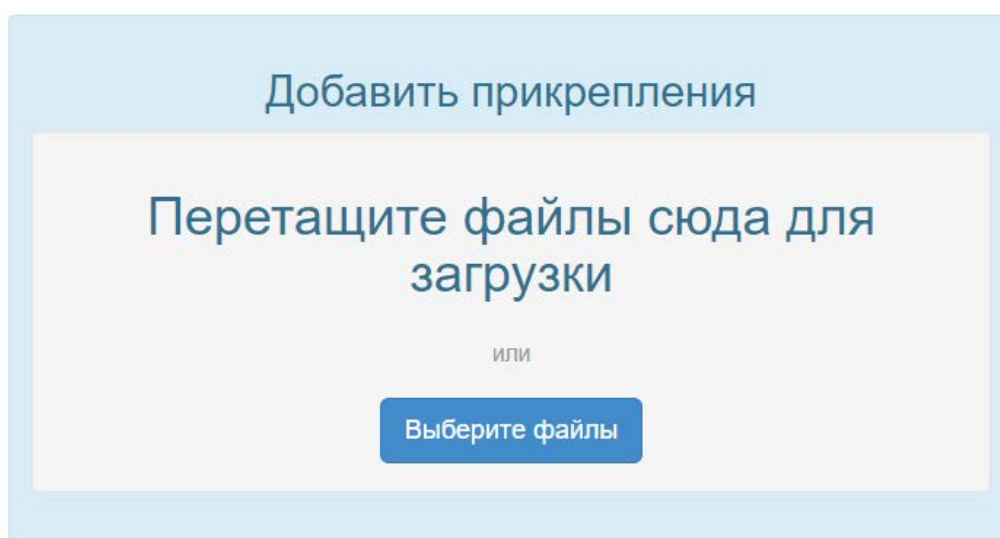 Добавить прикрепления
Перетащите файлы сюда для
загрузки
или
Выберите файлы